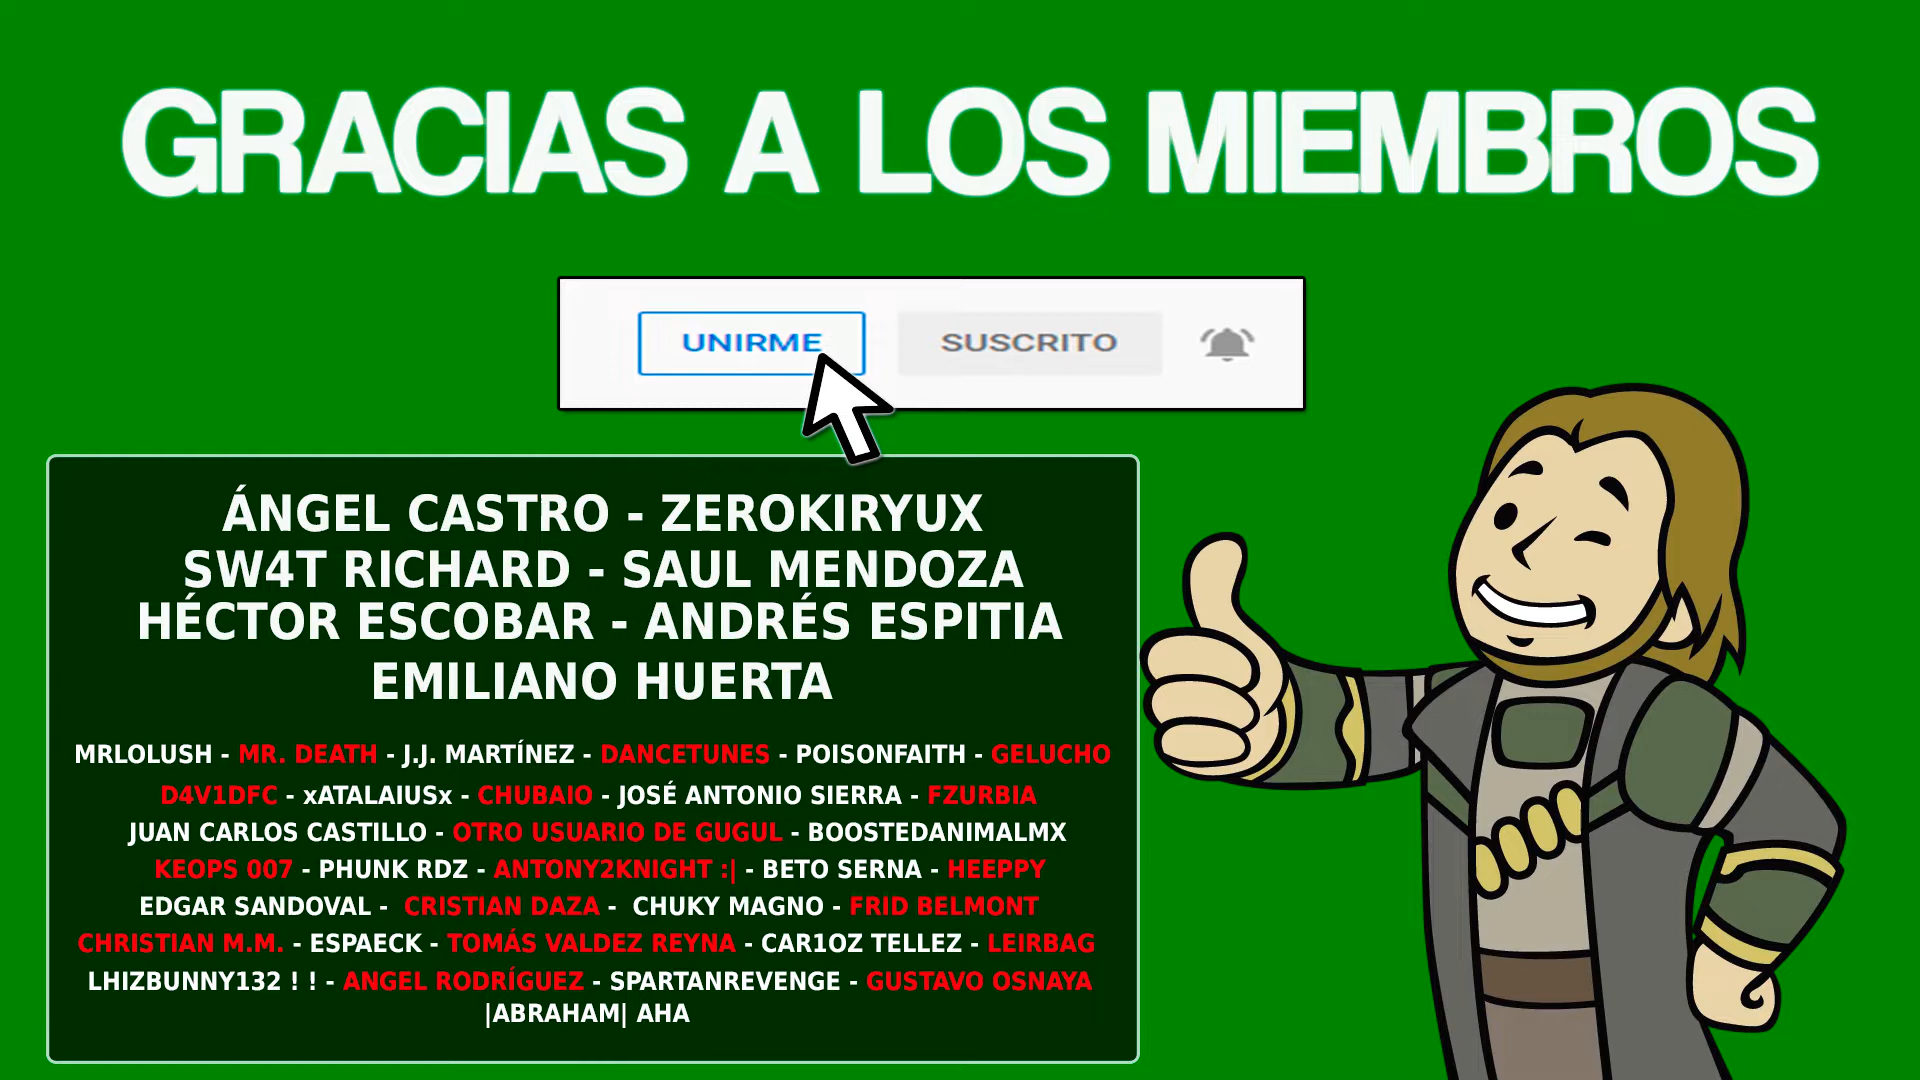 GRACIAS A LOS MIEMBROS
UNIRME SUSCRITO
ÁNGEL CASTRO - ZEROKIRYUX
SW4T RICHARD - SAUL MENDOZA
HÉCTOR ESCOBAR - ANDRÉS ESPITIA
EMILIANO HUERTA
MRLOLUSH - MR. DEATH - J.J. MARTÍNEZ - DANCETUNES - POISONFAITH - GELUCHO
D4V1DFC - xATALAIUSx - CHUBAIO - JOSÉ ANTONIO SIERRA - FZURBIA
JUAN CARLOS CASTILLO - OTRO USUARIO DE GUGUL - BOOSTEDANIMALMX
KEOPS 007 - PHUNK RDZ - ANTONY2KNIGHT :| - BETO SERNA - HEEPPY
EDGAR SANDOVAL - CRISTIAN DAZA - CHUKY MAGNO - FRID BELMONT
CHRISTIAN M.M. - ESPAECK - TOMÁS VALDEZ REYNA - CAR1OZ TELLEZ - LEIRBAG
LHIZBUNNY132 ! ! - ANGEL RODRÍGUEZ - SPARTANREVENGE - GUSTAVO OSNAYA
|ABRAHAM| AHA